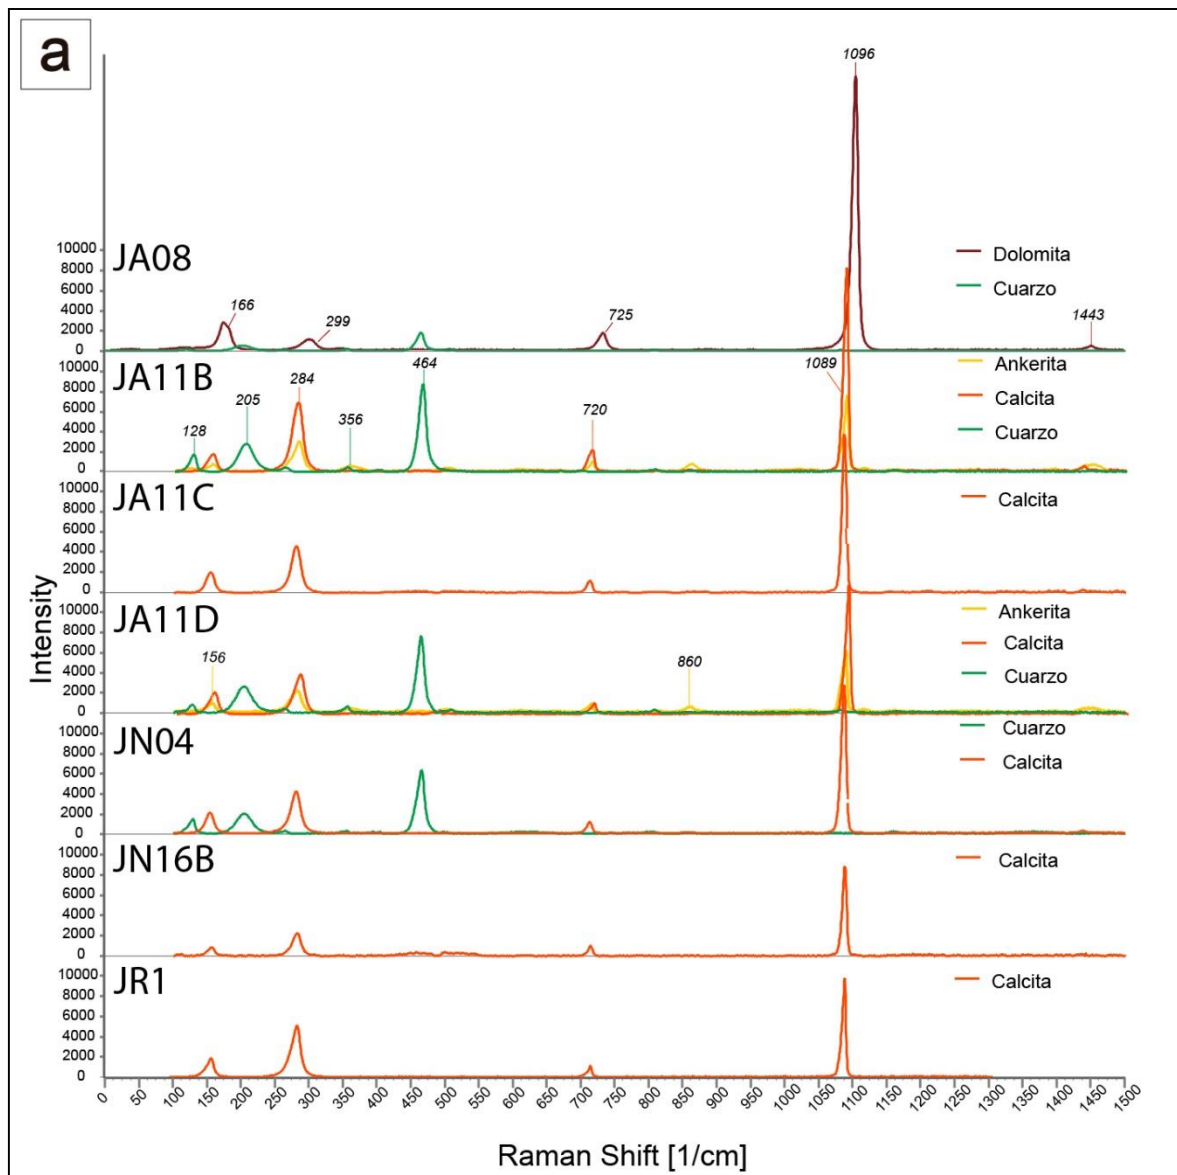 a
1096
10000
8000
6000
4000
2000
0
JA08
166
299
725
1443
Dolomita
Cuarzo
10000
8000
6000
4000
2000
0
JA11B
128
205
284
356
464
720
1089
Ankerita
Calcita
Cuarzo
10000
8000
6000
4000
2000
0
JA11C
Calcita
10000
8000
6000
4000
2000
0
JA11D
156
860
Ankerita
Calcita
Cuarzo
10000
8000
6000
4000
2000
0
JN04
Cuarzo
Calcita
10000
8000
6000
4000
2000
0
JN16B
Calcita
10000
8000
6000
4000
2000
0
JR1
Calcita
Intensity
0 50 100 150 200 250 300 350 400 450 500 550 600 650 700 750 800 850 900 950 1000 1050 1100 1150 1200 1250 1300 1350 1400 1443 1500
Raman Shift [1/cm]